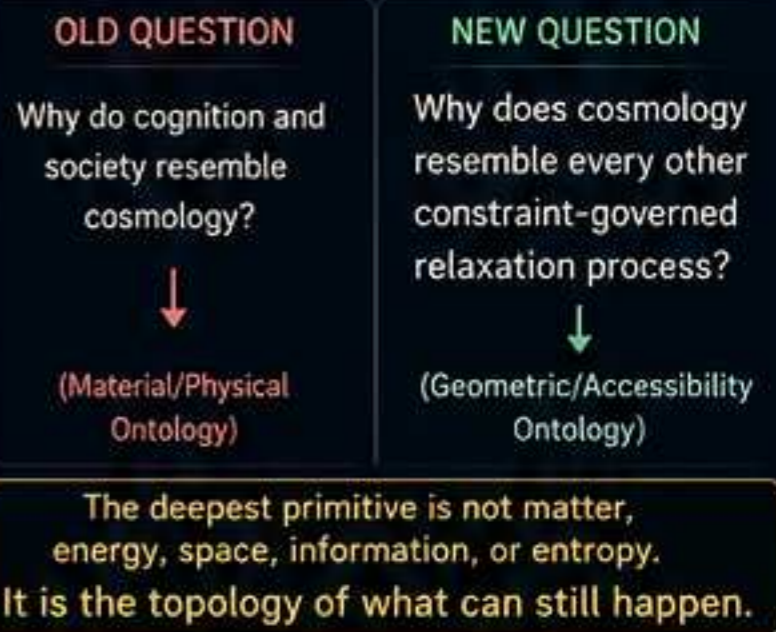 OLD QUESTION
Why do cognition and
society resemble
cosmology?
(Material/Physical
Ontology)
NEW QUESTION
Why does cosmology
resemble every other
constraint-governed
relaxation process?
(Geometric/Accessibility
Ontology)
The deepest primitive is not matter,
energy, space, information, or entropy.
It is the topology of what can still happen.